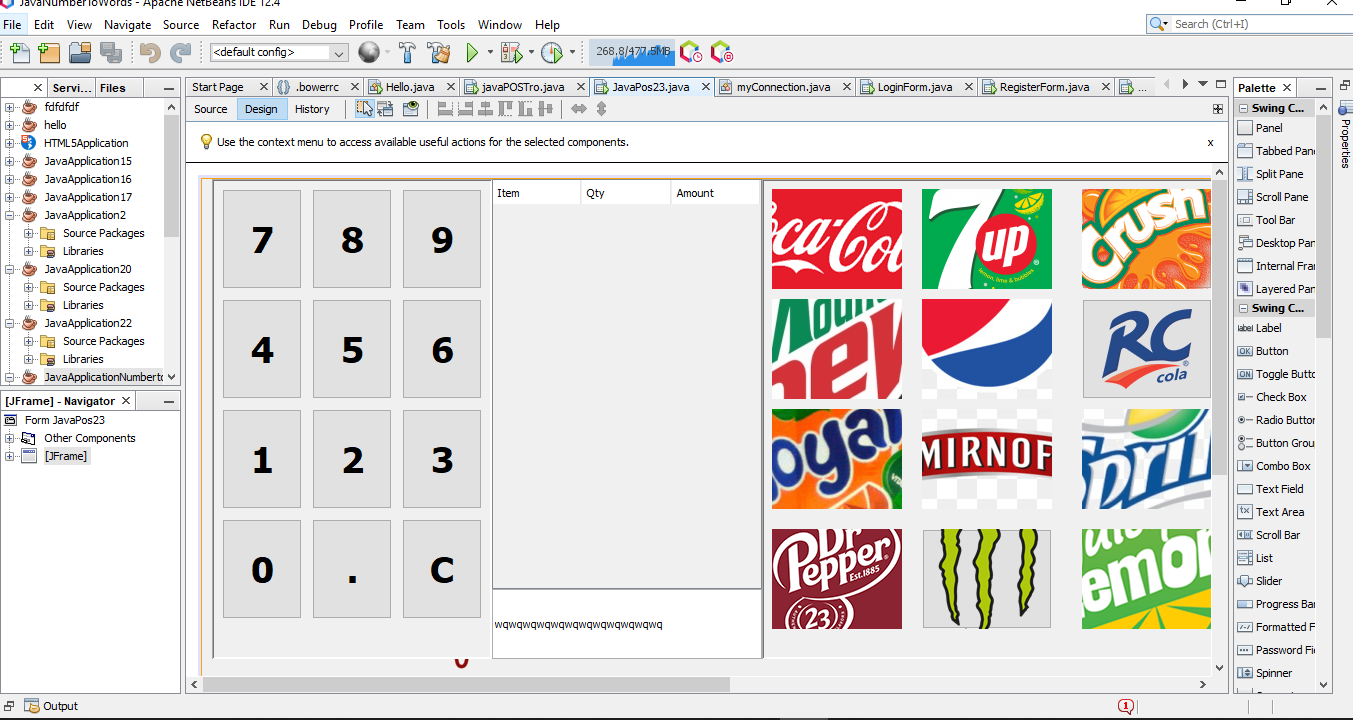 JavaNumberToWords - Apache NetBeans IDE 12.4
File Edit View Navigate Source Refactor Run Debug Profile Team Tools Window Help
Search (Ctrl+I)
<default config>
268.8/477.5MB
Servi... Files
Start Page .bowerrc Hello.java javaPOSTro.java JavaPos23.java myConnection.java LoginForm.java RegisterForm.java ...
Palette
Source Design History
Use the context menu to access available useful actions for the selected components.
x
fdfdfdf
hello
HTML5Application
JavaApplication15
JavaApplication16
JavaApplication17
JavaApplication2
Source Packages
Libraries
JavaApplication20
Source Packages
Libraries
JavaApplication22
Source Packages
Libraries
JavaApplicationNumberto
[JFrame] - Navigator
Form JavaPos23
Other Components
[JFrame]
7 8 9
4 5 6
1 2 3
0 . C
Item Qty Amount
wqwqwqwqwqwqwqwqwqwqwq
ca-Col
7up
lemon, lime & bubbles
Crush
Dew
RC
cola
oya
MIRNOF
Sprit
Dr
Pepper
Est.1885
23
emon
Swing C...
Panel
Tabbed Pan
Split Pane
Scroll Pane
Tool Bar
Desktop Pan
Internal Fra
Layered Pan
Swing C...
Label
Button
Toggle Butto
Check Box
Radio Button
Button Grou
Combo Box
Text Field
Text Area
Scroll Bar
List
Slider
Progress Bar
Formatted F
Password Fie
Spinner
Properties
Output
1